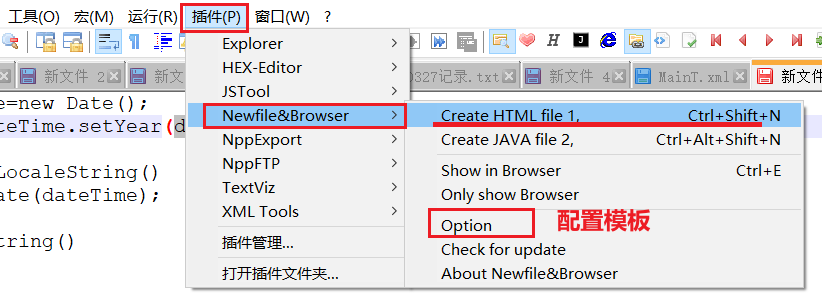 工具(O) 宏(M) 运行(R) 插件(P) 窗口(W) ?
新文件 2 新文 0327记录.txt 新文件 4 MainT.xml 新文件
e=new Date();
ateTime.setYear(d
LocaleString()
ate(dateTime);
tring()
Explorer
HEX-Editor
JSTool
Newfile&Browser
NppExport
NppFTP
TextViz
XML Tools
插件管理...
打开插件文件夹...
Create HTML file 1, Ctrl+Shift+N
Create JAVA file 2, Ctrl+Alt+Shift+N
Show in Browser Ctrl+E
Only show Browser
Option 配置模板
Check for update
About Newfile&Browser